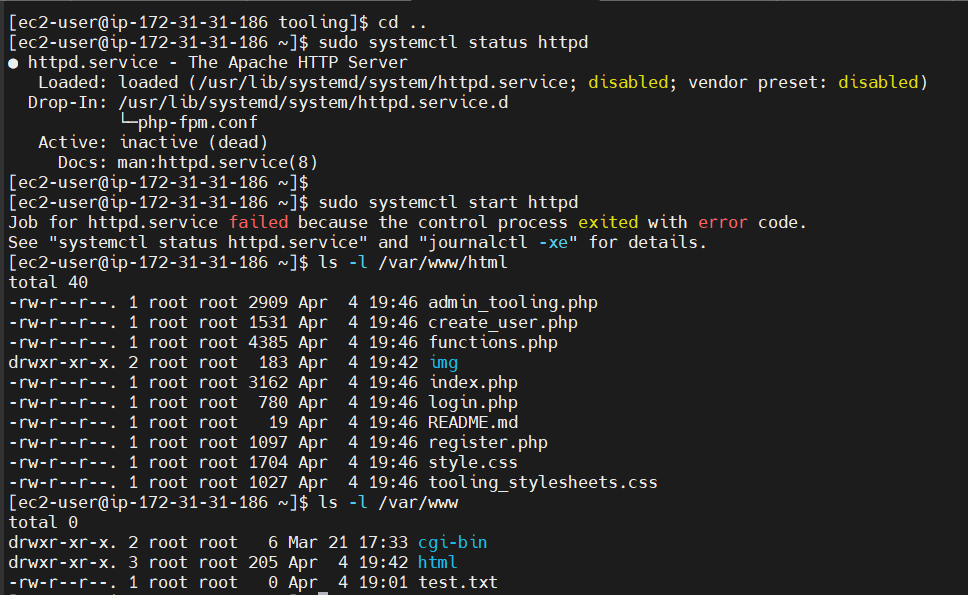 [ec2-user@ip-172-31-31-186 tooling]$ cd ..
[ec2-user@ip-172-31-31-186 ~]$ sudo systemctl status httpd
● httpd.service - The Apache HTTP Server
   Loaded: loaded (/usr/lib/systemd/system/httpd.service; disabled; vendor preset: disabled)
  Drop-In: /usr/lib/systemd/system/httpd.service.d
           └─php-fpm.conf
   Active: inactive (dead)
     Docs: man:httpd.service(8)
[ec2-user@ip-172-31-31-186 ~]$
[ec2-user@ip-172-31-31-186 ~]$ sudo systemctl start httpd
Job for httpd.service failed because the control process exited with error code.
See "systemctl status httpd.service" and "journalctl -xe" for details.
[ec2-user@ip-172-31-31-186 ~]$ ls -l /var/www/html
total 40
-rw-r--r--. 1 root root 2909 Apr  4 19:46 admin_tooling.php
-rw-r--r--. 1 root root 1531 Apr  4 19:46 create_user.php
-rw-r--r--. 1 root root 4385 Apr  4 19:46 functions.php
drwxr-xr-x. 2 root root  183 Apr  4 19:42 img
-rw-r--r--. 1 root root 3162 Apr  4 19:46 index.php
-rw-r--r--. 1 root root  780 Apr  4 19:46 login.php
-rw-r--r--. 1 root root   19 Apr  4 19:46 README.md
-rw-r--r--. 1 root root 1097 Apr  4 19:46 register.php
-rw-r--r--. 1 root root 1704 Apr  4 19:46 style.css
-rw-r--r--. 1 root root 1027 Apr  4 19:46 tooling_stylesheets.css
[ec2-user@ip-172-31-31-186 ~]$ ls -l /var/www
total 0
drwxr-xr-x. 2 root root   6 Mar 21 17:33 cgi-bin
drwxr-xr-x. 3 root root 205 Apr  4 19:42 html
-rw-r--r--. 1 root root   0 Apr  4 19:01 test.txt